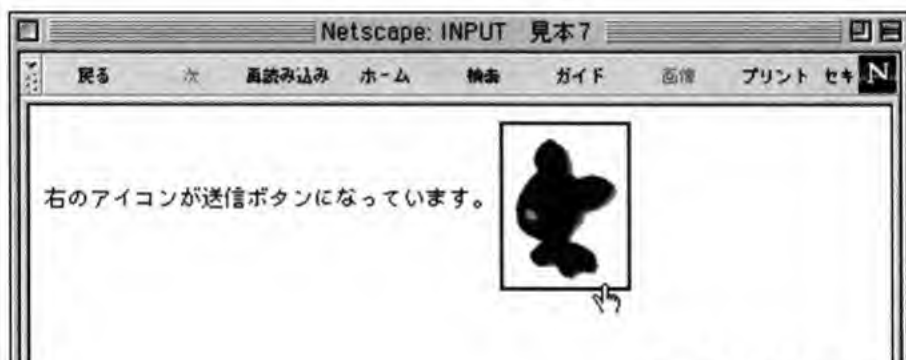 Netscape: INPUT 見本7
戻る 次 再読み込み ホーム 検索 ガイド 画像 プリント セキ N
右のアイコンが送信ボタンになっています。